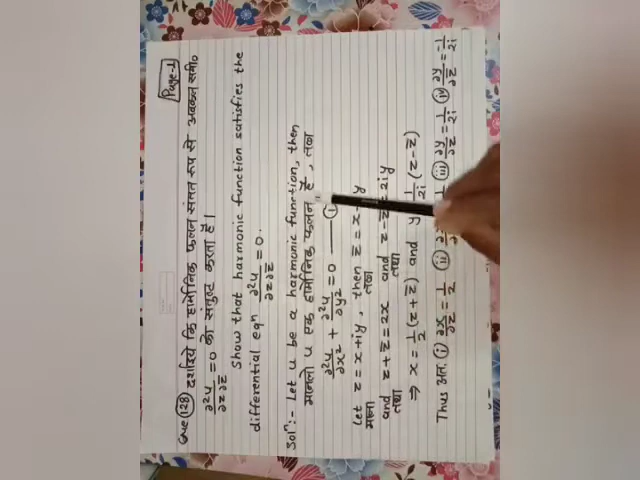 Page-1
Que (128) दर्शाइये कि हार्मोनिक फलन संतत रूप से अवकल समी०
∂²u/∂z∂z̅ = 0 को संतुष्ट करता है।
Show that harmonic function satisfies the
differential eqn ∂²u/∂z∂z̅ = 0.
Solⁿ:- Let u be a harmonic function, then
मानलो u एक हार्मोनिक फलन है, तब
∂²u/∂x² + ∂²u/∂y² = 0 —— ①
Let z = x+iy, then z̅ = x-iy
माना तब
and z+z̅ = 2x and z-z̅ = 2iy
तथा तथा
⇒ x = 1/2 (z+z̅) and y 1/2i (z-z̅)
Thus अतः (i) ∂x/∂z = 1/2 (ii) (iii) ∂y/∂z = 1/2i (iv) ∂y/∂z̅ = -1/2i